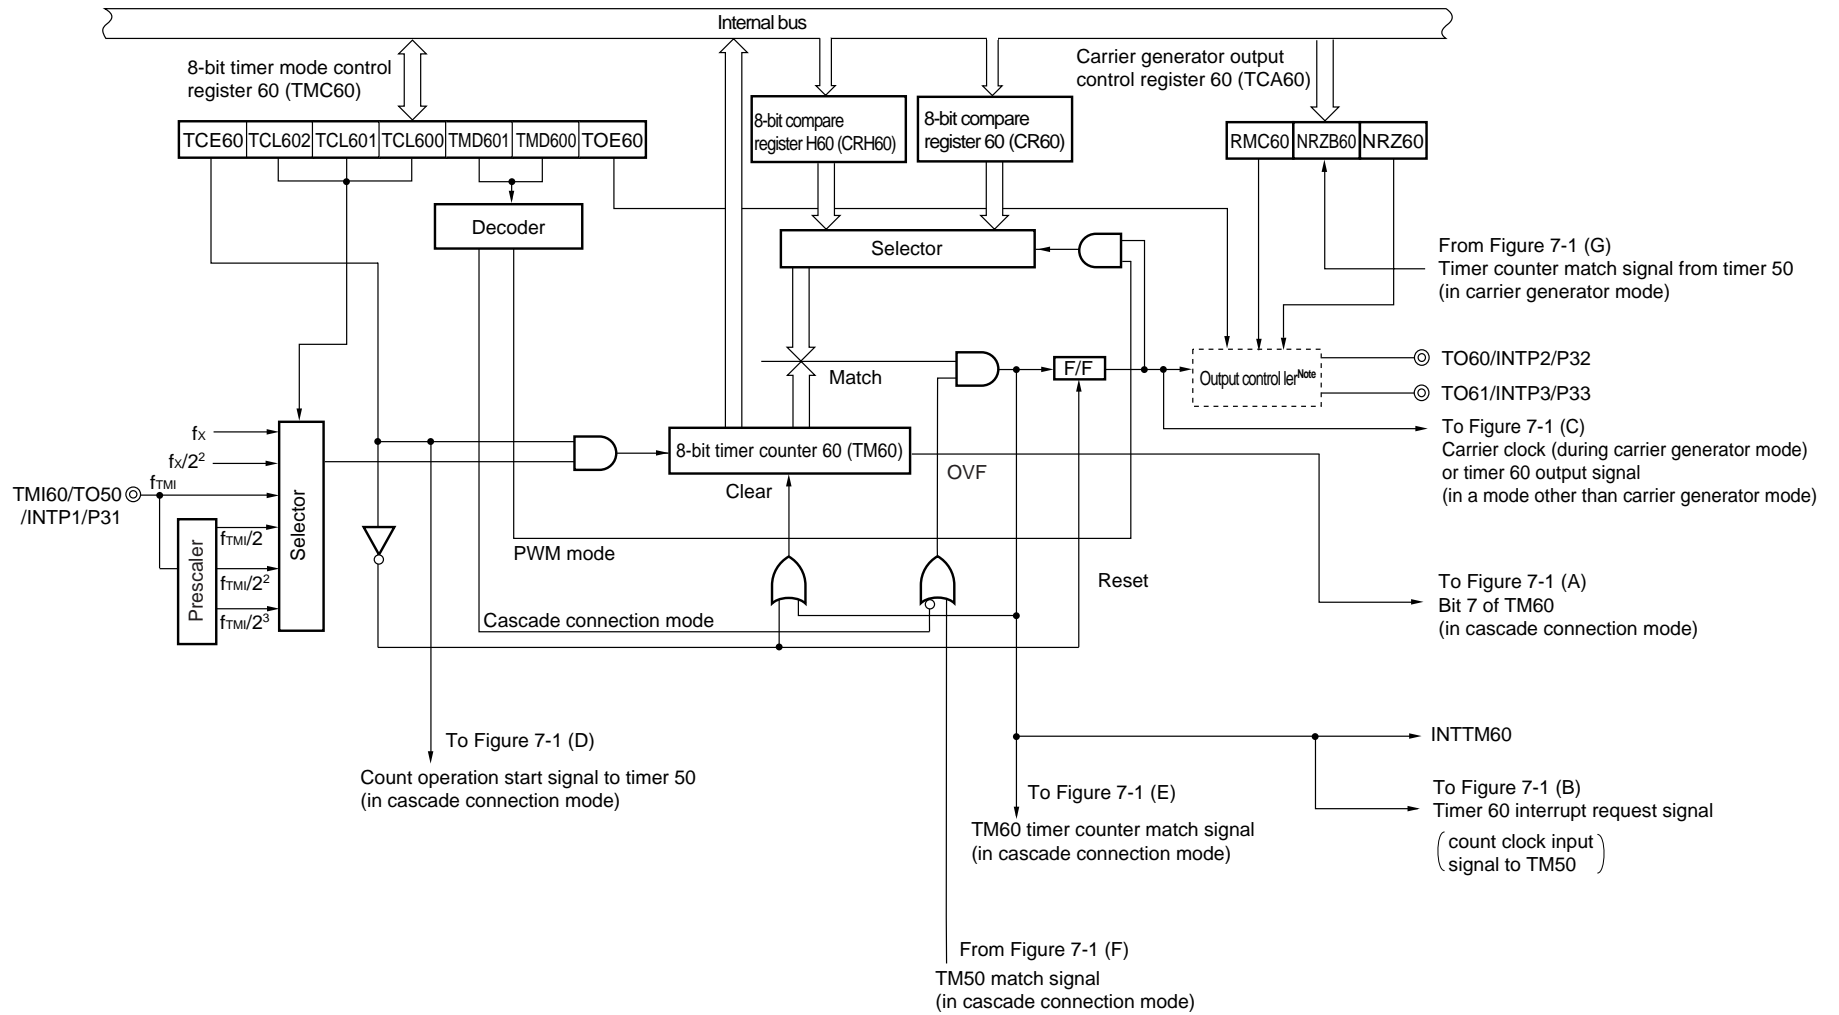 Internal bus
8-bit timer mode control
register 60 (TMC60)
Carrier generator output
control register 60 (TCA60)
TCE60 TCL602 TCL601 TCL600 TMD601 TMD600 TOE60
8-bit compare
register H60 (CRH60)
8-bit compare
register 60 (CR60)
RMC60 NRZB60 NRZ60
Decoder
Selector
From Figure 7-1 (G)
Timer counter match signal from timer 50
(in carrier generator mode)
Match
F/F
Output control lerNote
TO60/INTP2/P32
TO61/INTP3/P33
To Figure 7-1 (C)
Carrier clock (during carrier generator mode)
or timer 60 output signal
(in a mode other than carrier generator mode)
fX
fX/2²
fTMI
TMI60/TO50
/INTP1/P31
Prescaler
fTMI/2
fTMI/2²
fTMI/2³
Selector
8-bit timer counter 60 (TM60)
OVF
Clear
PWM mode
Reset
Cascade connection mode
To Figure 7-1 (A)
Bit 7 of TM60
(in cascade connection mode)
To Figure 7-1 (D)
Count operation start signal to timer 50
(in cascade connection mode)
INTTM60
To Figure 7-1 (E)
TM60 timer counter match signal
(in cascade connection mode)
To Figure 7-1 (B)
Timer 60 interrupt request signal
(count clock input
signal to TM50)
From Figure 7-1 (F)
TM50 match signal
(in cascade connection mode)